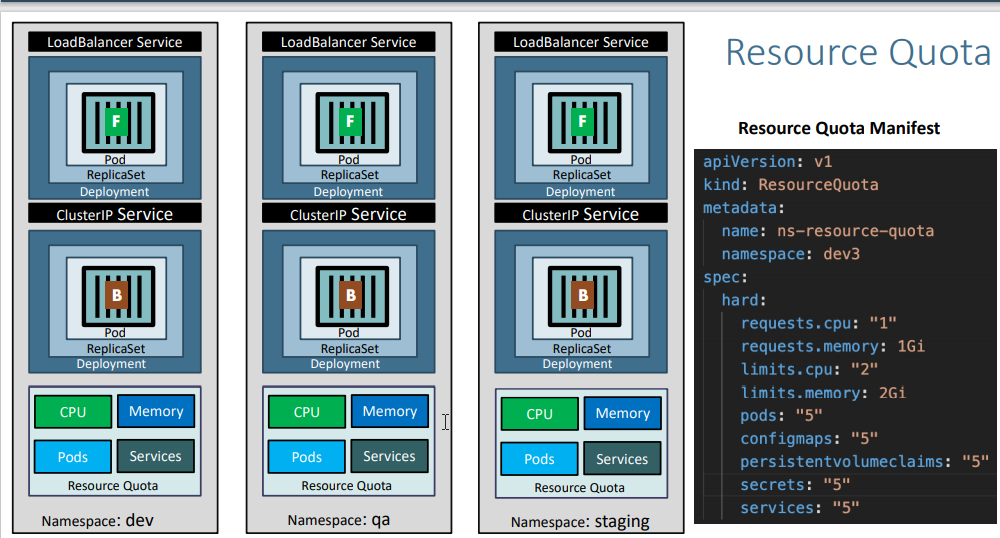 LoadBalancer Service
F
Pod
ReplicaSet
Deployment
ClusterIP Service
B
Pod
ReplicaSet
Deployment
CPU
Memory
Pods
Services
Resource Quota
Namespace: dev
LoadBalancer Service
F
Pod
ReplicaSet
Deployment
ClusterIP Service
B
Pod
ReplicaSet
Deployment
CPU
Memory
Pods
Services
Resource Quota
Namespace: qa
LoadBalancer Service
F
Pod
ReplicaSet
Deployment
ClusterIP Service
B
Pod
ReplicaSet
Deployment
CPU
Memory
Pods
Services
Resource Quota
Namespace: staging
Resource Quota
Resource Quota Manifest
apiVersion: v1
kind: ResourceQuota
metadata:
  name: ns-resource-quota
  namespace: dev3
spec:
  hard:
    requests.cpu: "1"
    requests.memory: 1Gi
    limits.cpu: "2"
    limits.memory: 2Gi
    pods: "5"
    configmaps: "5"
    persistentvolumeclaims: "5"
    secrets: "5"
    services: "5"